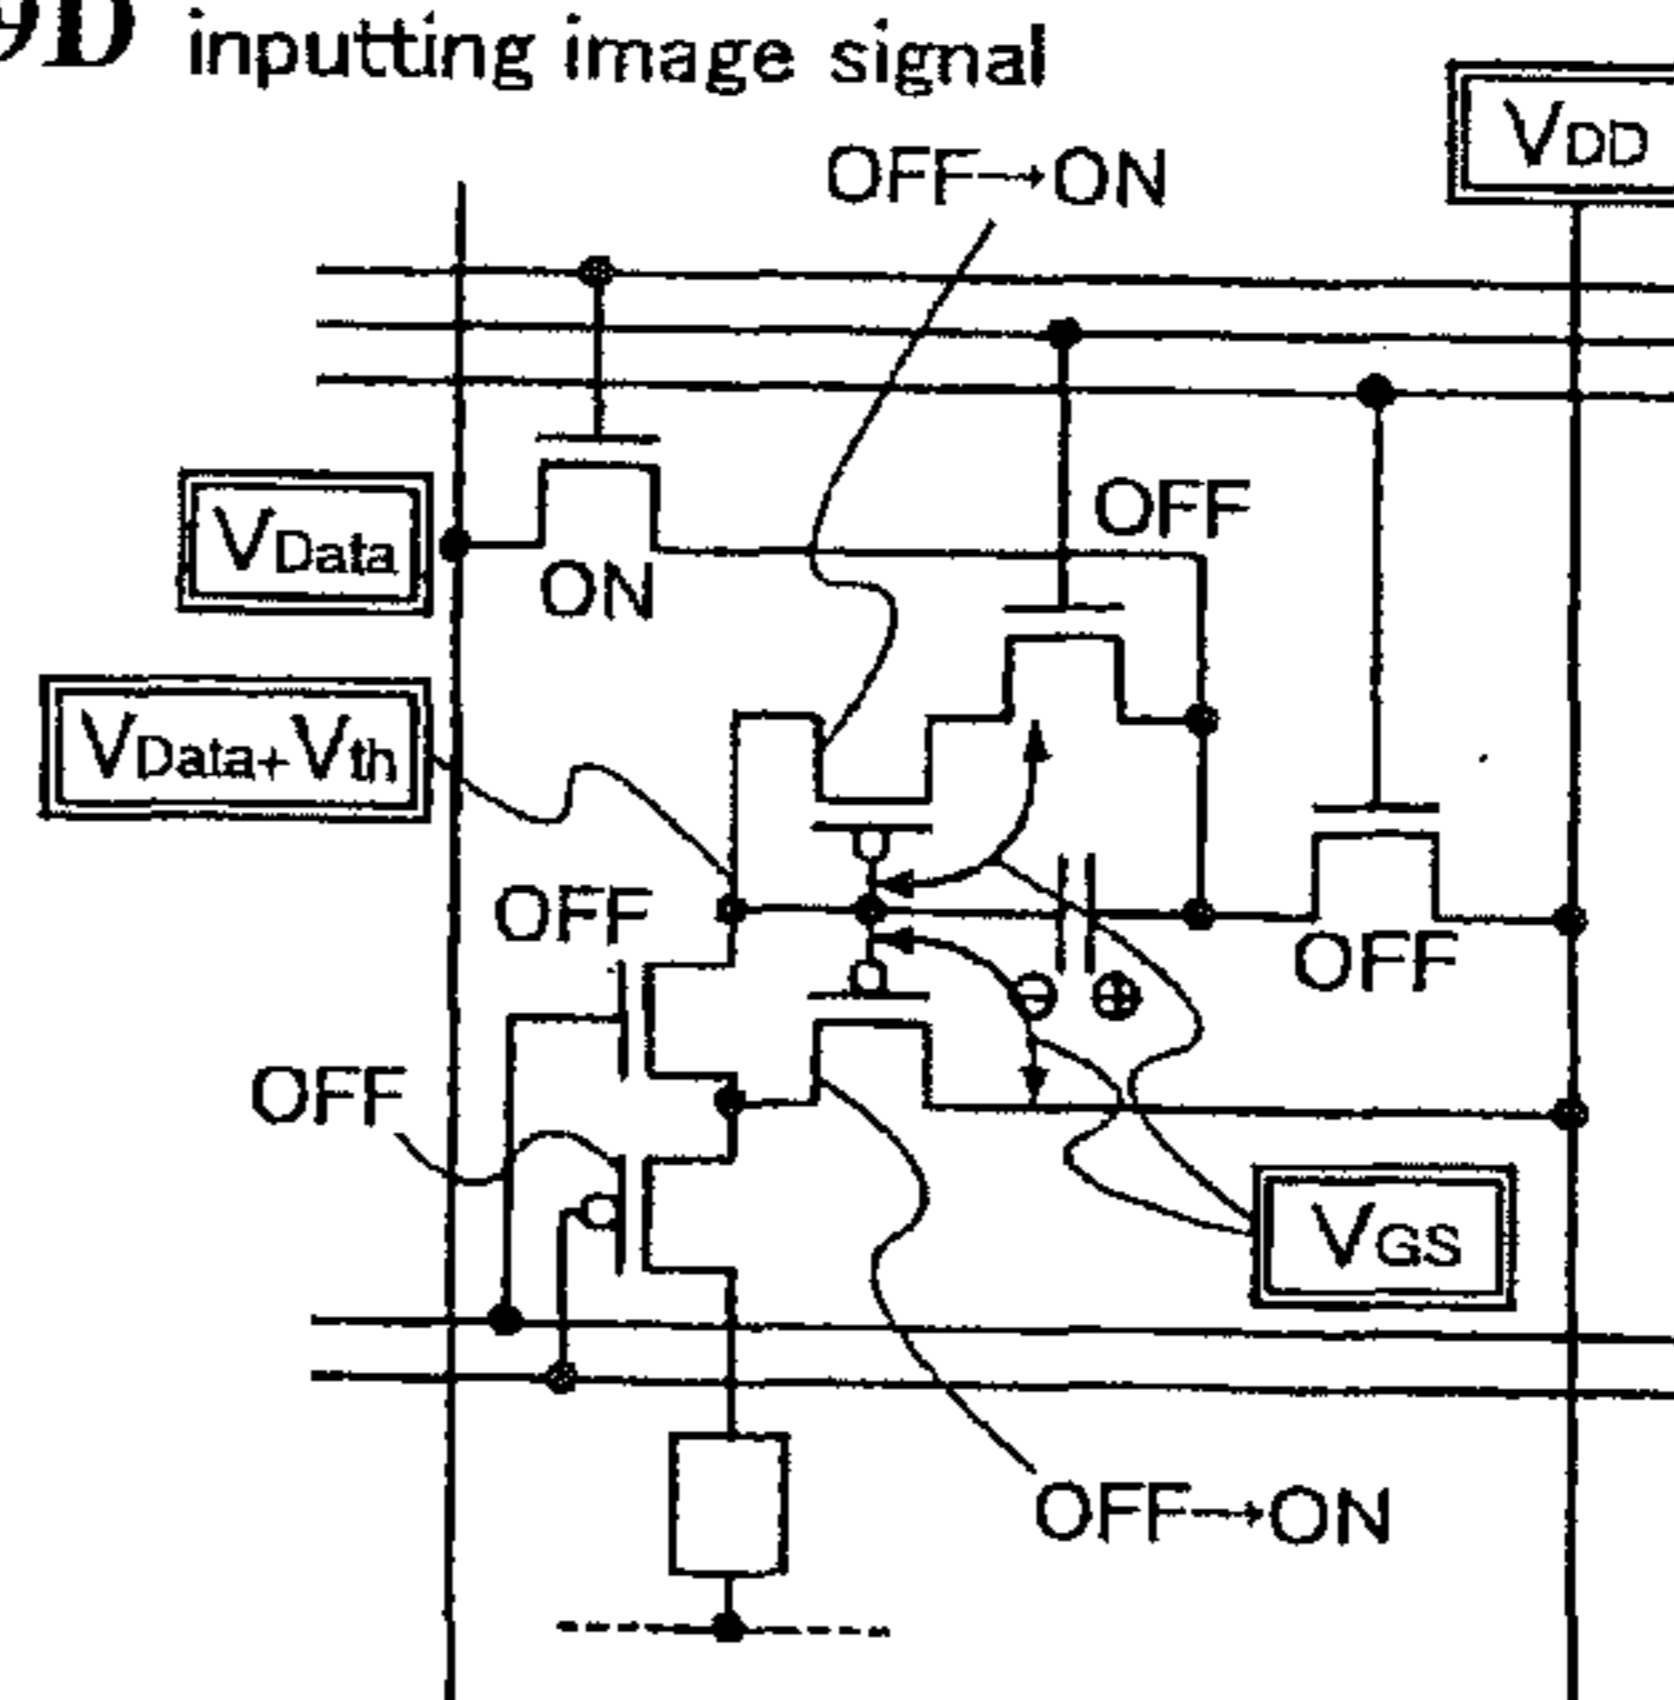 9D inputting image signal
VDD
OFF→ON
OFF
VData
ON
VData+Vth
OFF
OFF
⊖ ⊕
OFF
VGS
OFF→ON